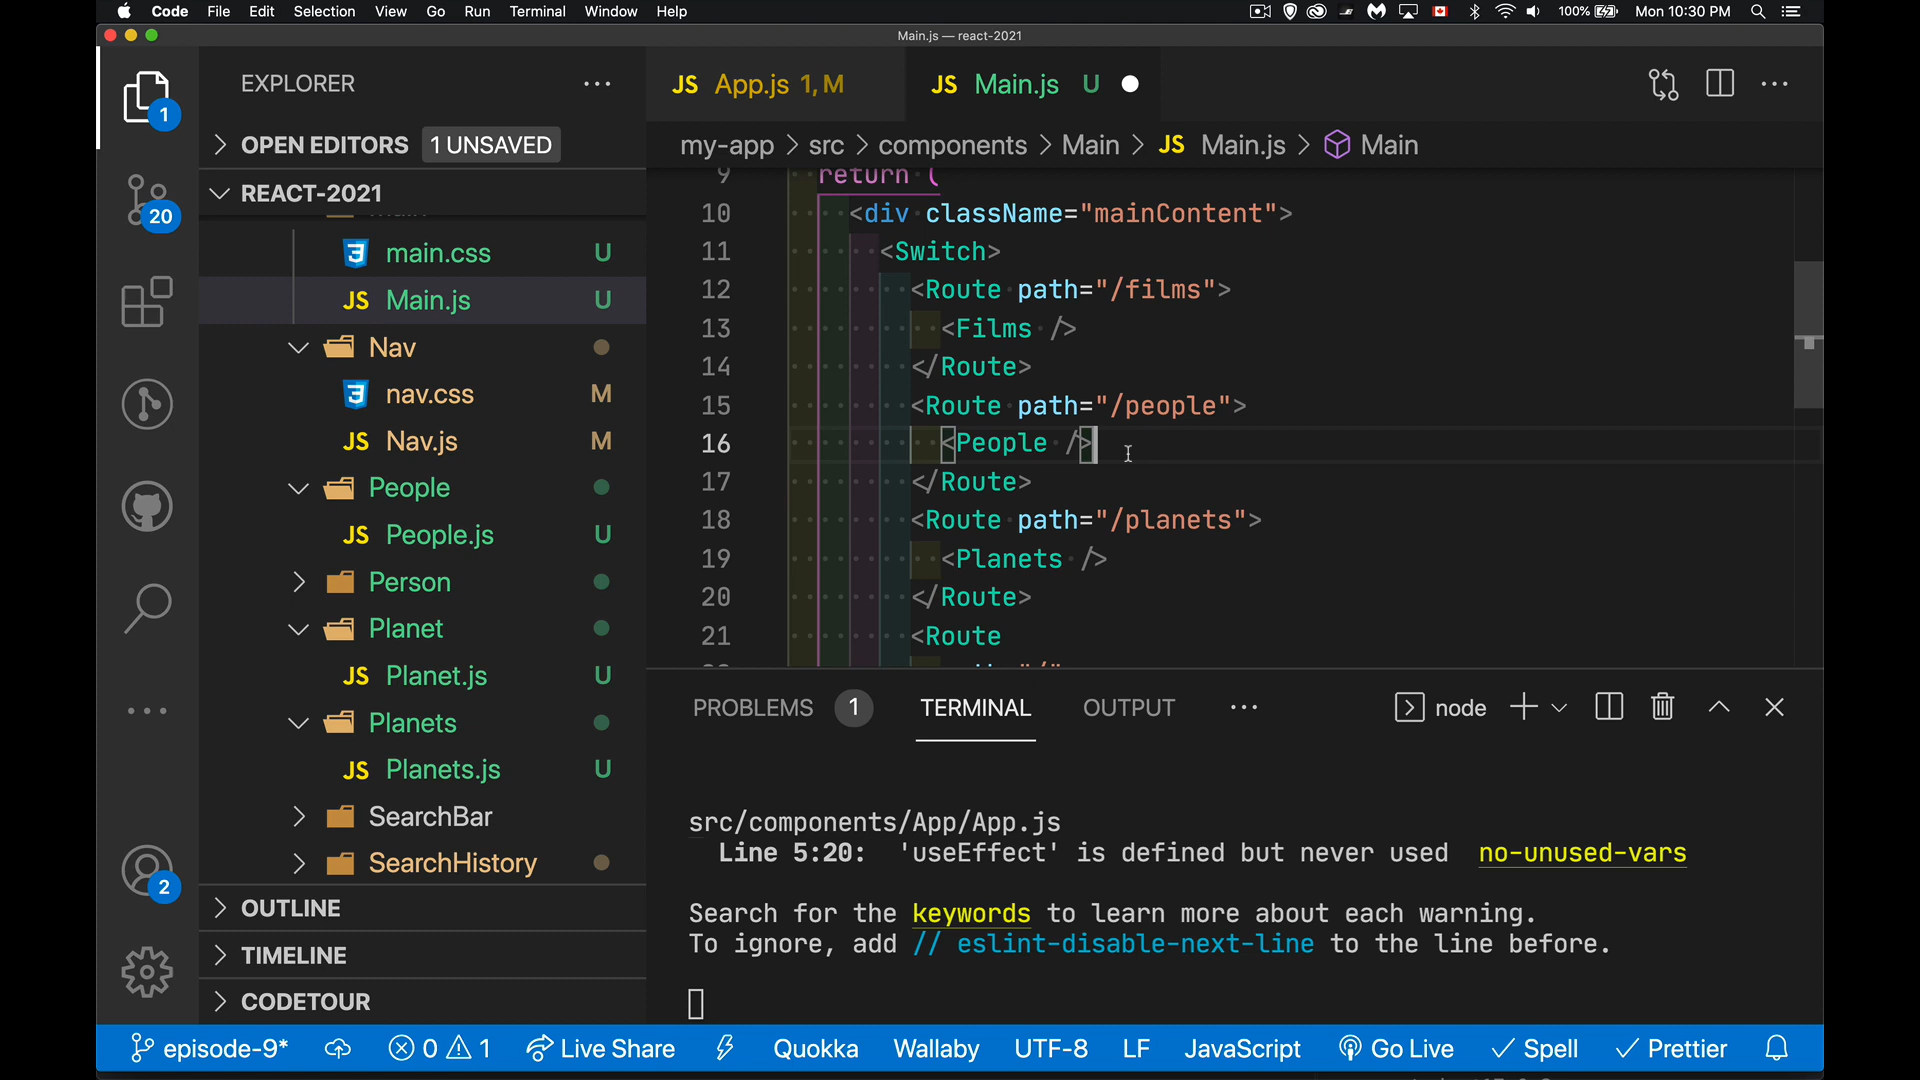 Code File Edit Selection View Go Run Terminal Window Help 100% Mon 10:30 PM
Main.js — react-2021
EXPLORER
OPEN EDITORS 1 UNSAVED
REACT-2021
main.css U
JS Main.js U
Nav
nav.css M
JS Nav.js M
People
JS People.js U
Person
Planet
JS Planet.js U
Planets
JS Planets.js U
SearchBar
SearchHistory
OUTLINE
TIMELINE
CODETOUR
1
20
2
JS App.js 1, M JS Main.js U
my-app > src > components > Main > JS Main.js > Main
9 return (
10 <div className="mainContent">
11 <Switch>
12 <Route path="/films">
13 <Films />
14 </Route>
15 <Route path="/people">
16 <People />
17 </Route>
18 <Route path="/planets">
19 <Planets />
20 </Route>
21 <Route
PROBLEMS 1 TERMINAL OUTPUT node
src/components/App/App.js
Line 5:20: 'useEffect' is defined but never used no-unused-vars
Search for the keywords to learn more about each warning.
To ignore, add // eslint-disable-next-line to the line before.
episode-9* 0 1 Live Share Quokka Wallaby UTF-8 LF JavaScript Go Live Spell Prettier